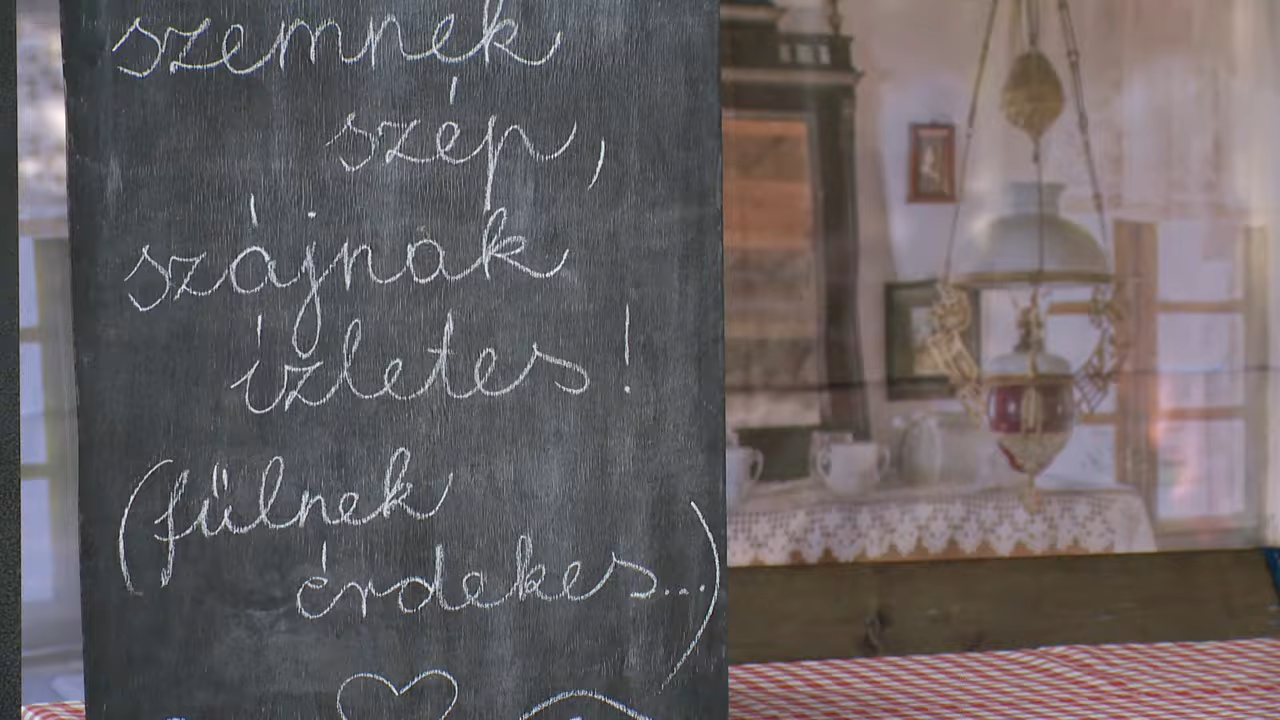 szemnek
szép,
szájnak
ízletes!
(fülnek
érdekes...)